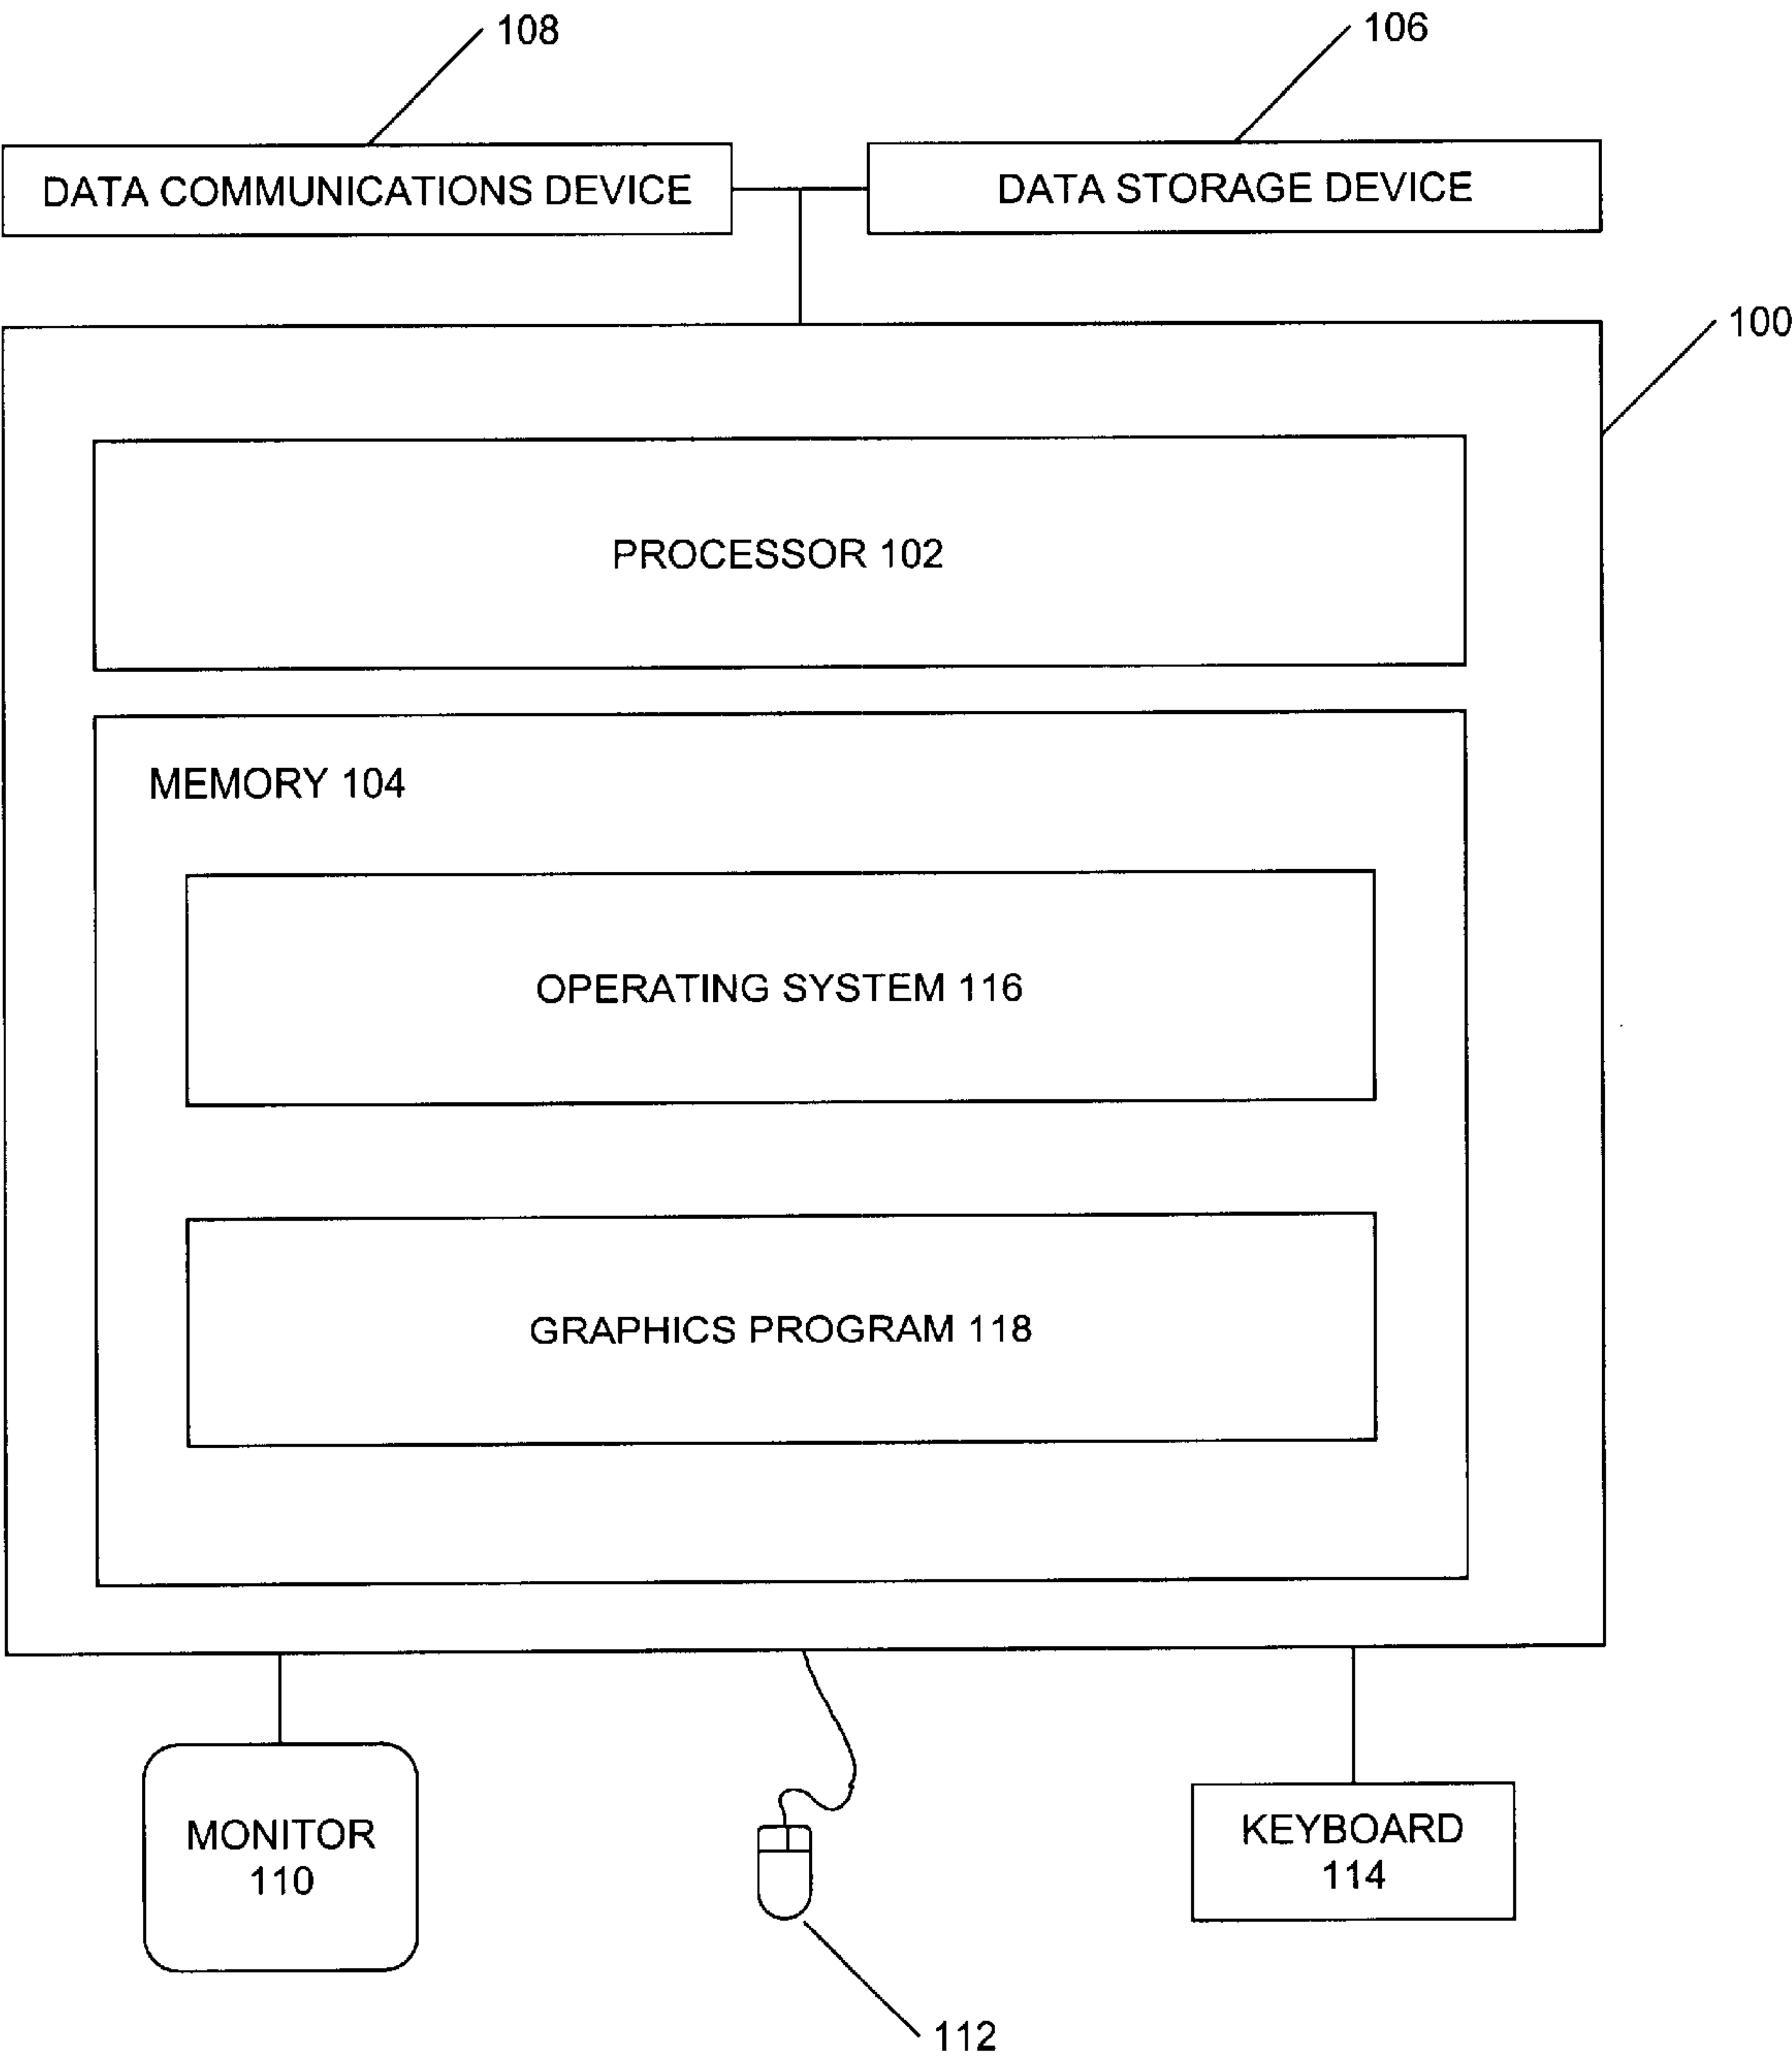 108
106
DATA COMMUNICATIONS DEVICE
DATA STORAGE DEVICE
100
PROCESSOR 102
MEMORY 104
OPERATING SYSTEM 116
GRAPHICS PROGRAM 118
MONITOR
110
KEYBOARD
114
112